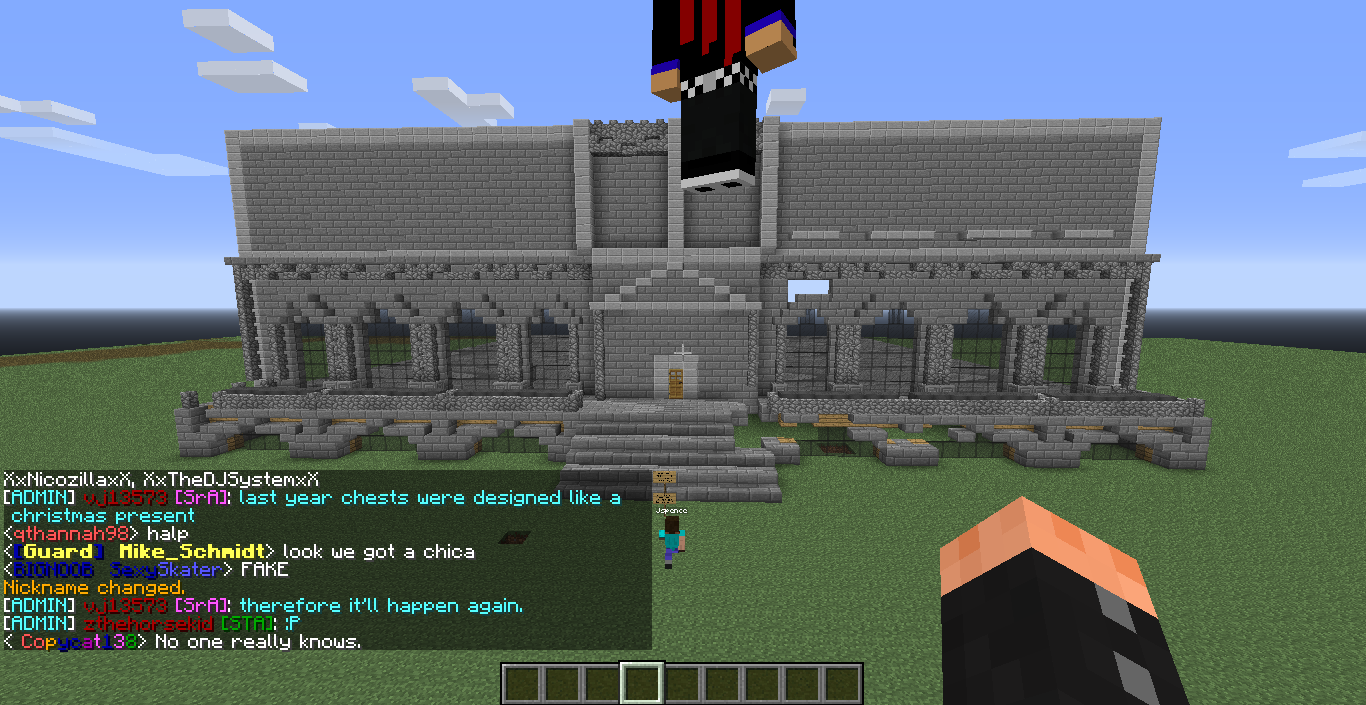 XxNicozillaxX, XxTheDJSystemxX
[ADMIN] vj13573 [SrA]: last year chests were designed like a
christmas present
<qthannah98> halp
<[Guard] Mike_Schmidt> look we got a chica
<BIGNOOB SexySkater> FAKE
Nickname changed.
[ADMIN] vj13573 [SrA]: therefore it'll happen again.
[ADMIN] zthehorsekid [STA]: :P
< Copycat138> No one really knows.
Jspence